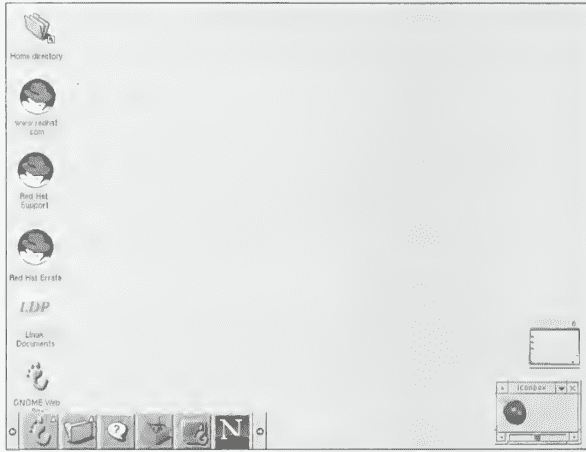 Home directory
www.redhat
.com
Red Hat
Support
Red Hat Errata
LDP
Linux
Documents
GNOME Web
?
N
Iconbox